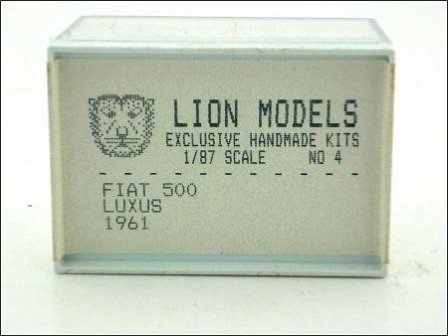 LION MODELS
EXCLUSIVE HANDMADE KITS
1/87 SCALE NO 4
- - - - - - - - - - - -
FIAT 500
LUXUS
1961